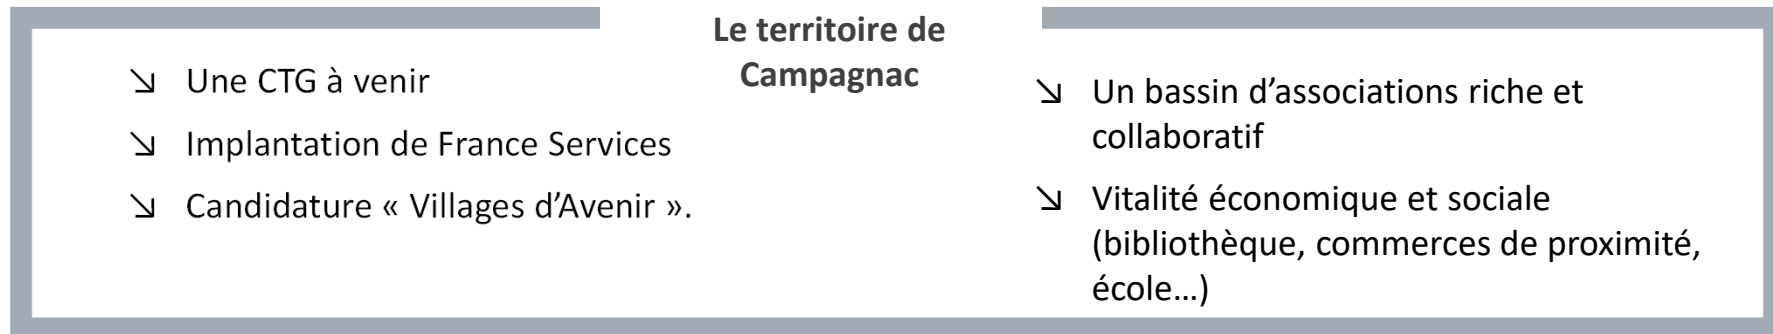 Le territoire de
Campagnac
↘ Une CTG à venir
↘ Implantation de France Services
↘ Candidature « Villages d’Avenir ».
↘ Un bassin d’associations riche et
collaboratif
↘ Vitalité économique et sociale
(bibliothèque, commerces de proximité,
école…)